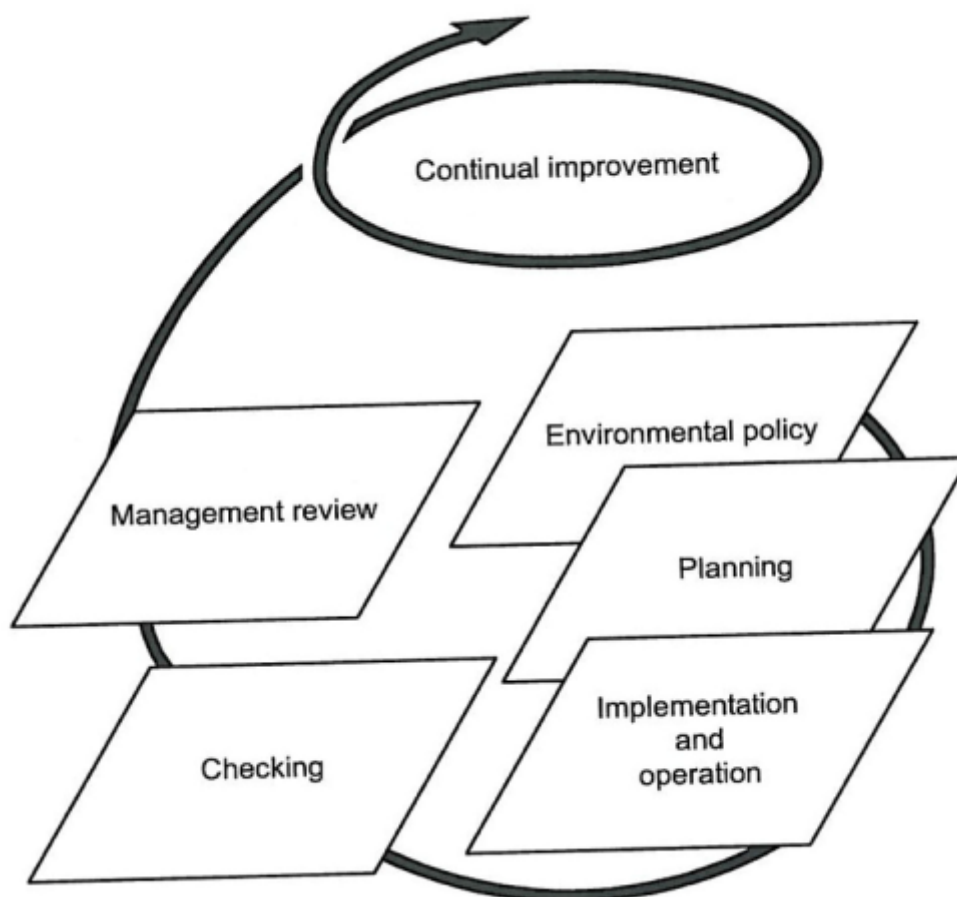 Continual improvement
Environmental policy
Management review
Planning
Implementation
and
operation
Checking